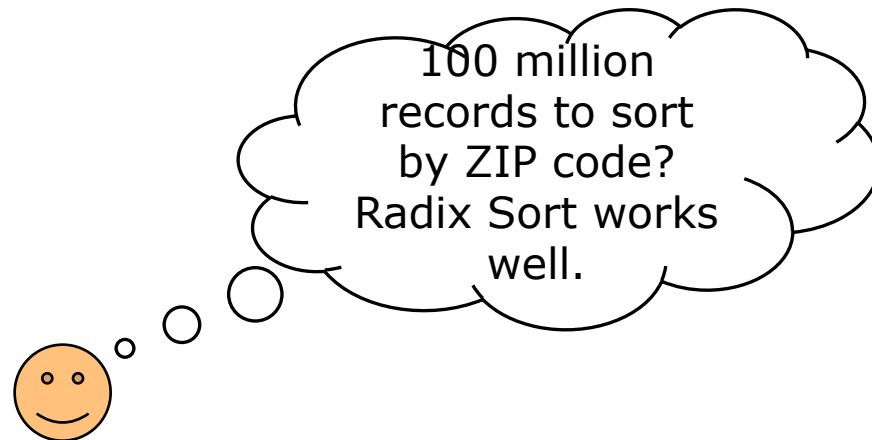 100 million
records to sort
by ZIP code?
Radix Sort works
well.